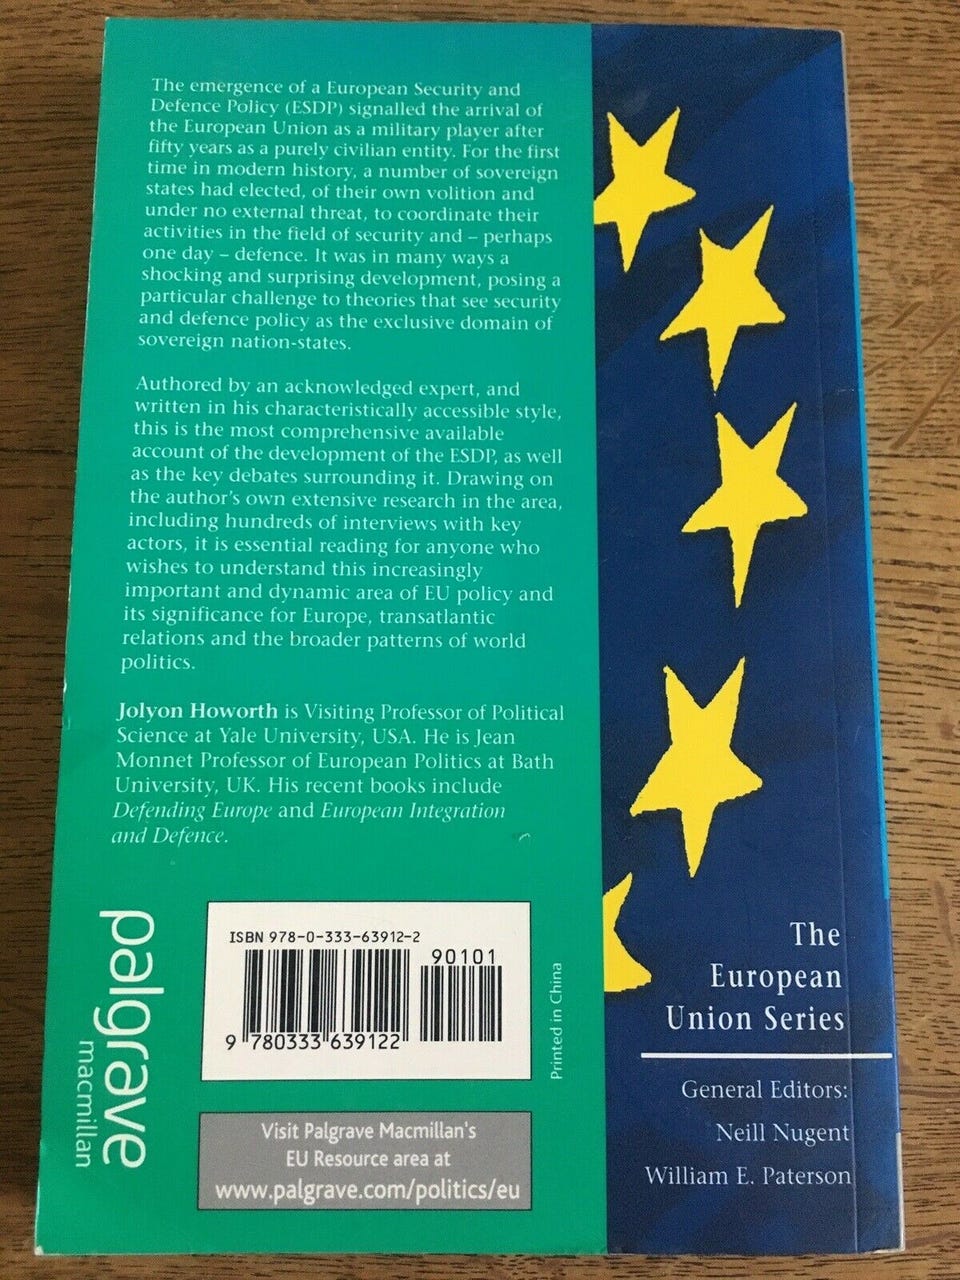 The emergence of a European Security and
Defence Policy (ESDP) signalled the arrival of
the European Union as a military player after
fifty years as a purely civilian entity. For the first
time in modern history, a number of sovereign
states had elected, of their own volition and
under no external threat, to coordinate their
activities in the field of security and – perhaps
one day – defence. It was in many ways a
shocking and surprising development, posing a
particular challenge to theories that see security
and defence policy as the exclusive domain of
sovereign nation-states.
Authored by an acknowledged expert, and
written in his characteristically accessible style,
this is the most comprehensive available
account of the development of the ESDP, as well
as the key debates surrounding it. Drawing on
the author's own extensive research in the area,
including hundreds of interviews with key
actors, it is essential reading for anyone who
wishes to understand this increasingly
important and dynamic area of EU policy and
its significance for Europe, transatlantic
relations and the broader patterns of world
politics.
Jolyon Howorth is Visiting Professor of Political
Science at Yale University, USA. He is Jean
Monnet Professor of European Politics at Bath
University, UK. His recent books include
Defending Europe and European Integration
and Defence.
palgrave
macmillan
ISBN 978-0-333-63912-2
90101
9 780333 639122
Printed in China
Visit Palgrave Macmillan's
EU Resource area at
www.palgrave.com/politics/eu
The
European
Union Series
General Editors:
Neill Nugent
William E. Paterson